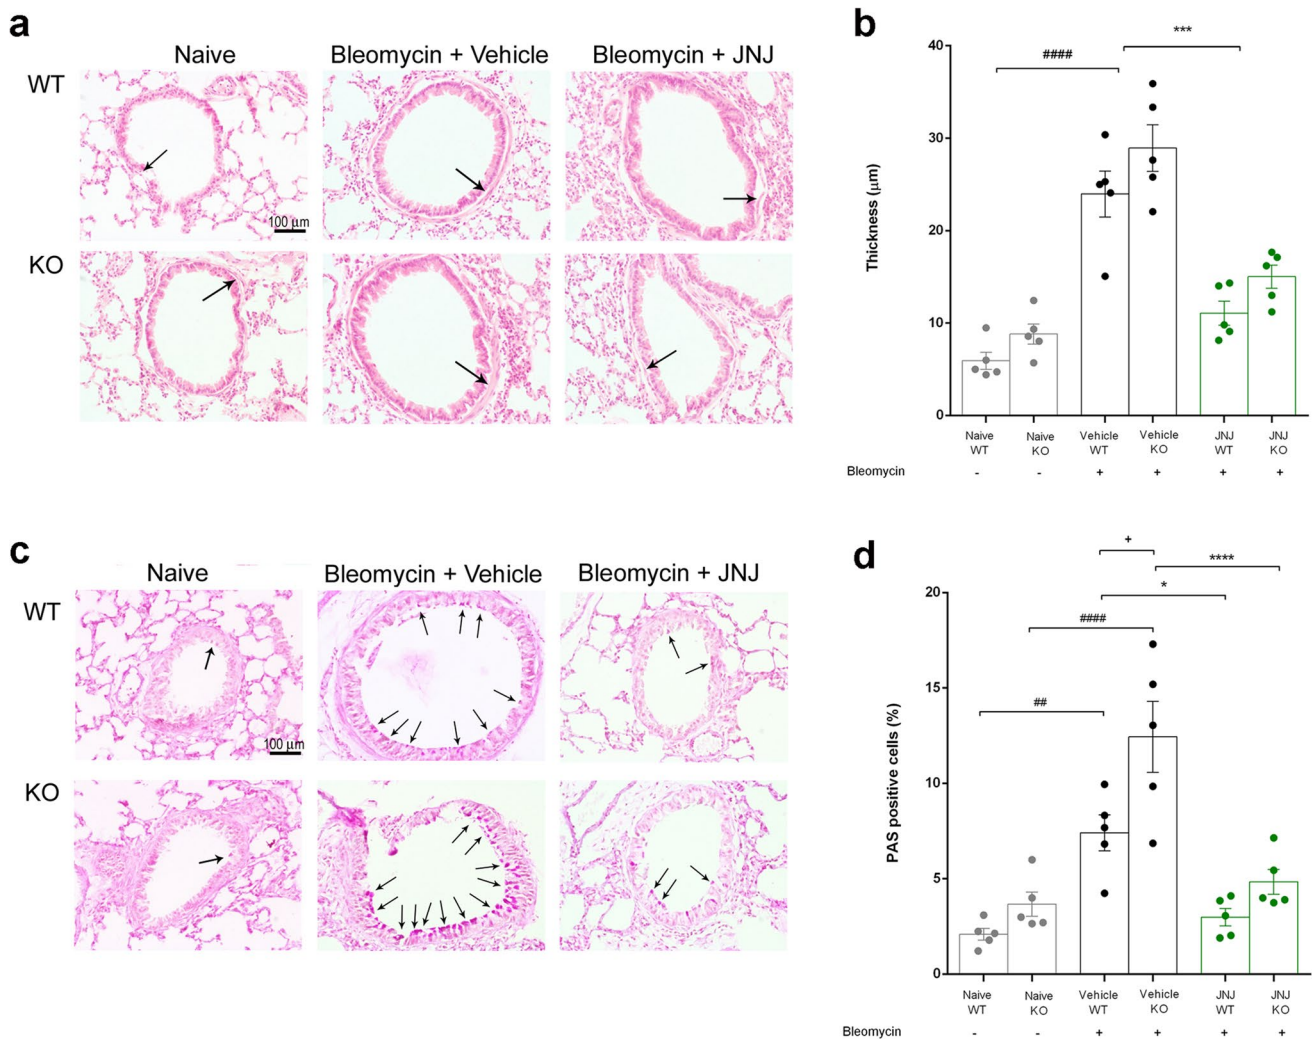 a
Naive
Bleomycin + Vehicle
Bleomycin + JNJ
WT
100 µm
KO
b
####
***
40
30
20
10
0
Thickness (µm)
Naive WT
Naive KO
Vehicle WT
Vehicle KO
JNJ WT
JNJ KO
Bleomycin
-
-
+
+
+
+
c
Naive
Bleomycin + Vehicle
Bleomycin + JNJ
WT
100 µm
KO
d
+
****
*
####
##
20
15
10
5
0
PAS positive cells (%)
Naive WT
Naive KO
Vehicle WT
Vehicle KO
JNJ WT
JNJ KO
Bleomycin
-
-
+
+
+
+